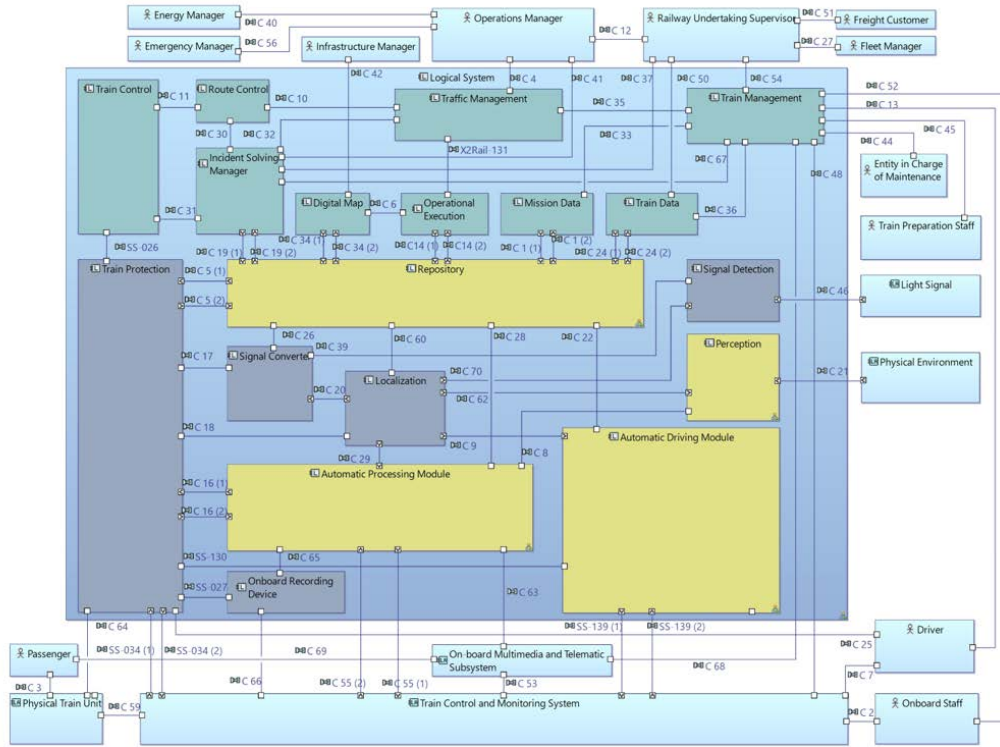 Energy Manager
C 40
Operations Manager
Railway Undertaking Supervisor
C 51
Freight Customer
Emergency Manager
C 56
Infrastructure Manager
C 12
C 27
Fleet Manager
C 42
Logical System
C 4
C 41
C 37
C 50
C 54
C 52
Train Control
C 11
Route Control
C 10
Traffic Management
C 35
Train Management
C 13
C 45
C 30
C 32
C 33
C 44
X2Rail-131
C 67
C 48
Incident Solving
Manager
Entity in Charge
of Maintenance
C 31
Digital Map
C 6
Operational
Execution
Mission Data
Train Data
C 36
Train Preparation Staff
SS-026
C 19 (1)
C 19 (2)
C 34 (1)
C 34 (2)
C14 (1)
C14 (2)
C 1 (1)
C 1 (2)
C 24 (1)
C 24 (2)
Train Protection
C 5 (1)
Repository
Signal Detection
C 5 (2)
C 46
Light Signal
C 26
C 60
C 28
C 22
C 17
Signal Converter
C 39
Perception
C 20
Localization
C 70
C 62
C 21
Physical Environment
C 18
C 9
C 8
Automatic Driving Module
C 29
Automatic Processing Module
C 16 (1)
C 16 (2)
SS-130
C 65
SS-027
Onboard Recording
Device
C 63
C 64
SS-139 (1)
SS-139 (2)
Driver
Passenger
SS-034 (1)
SS-034 (2)
C 69
On-board Multimedia and Telematic
Subsystem
C 68
C 25
C 7
C 3
C 66
C 55 (2)
C 55 (1)
C 53
Physical Train Unit
C 59
Train Control and Monitoring System
C 2
Onboard Staff